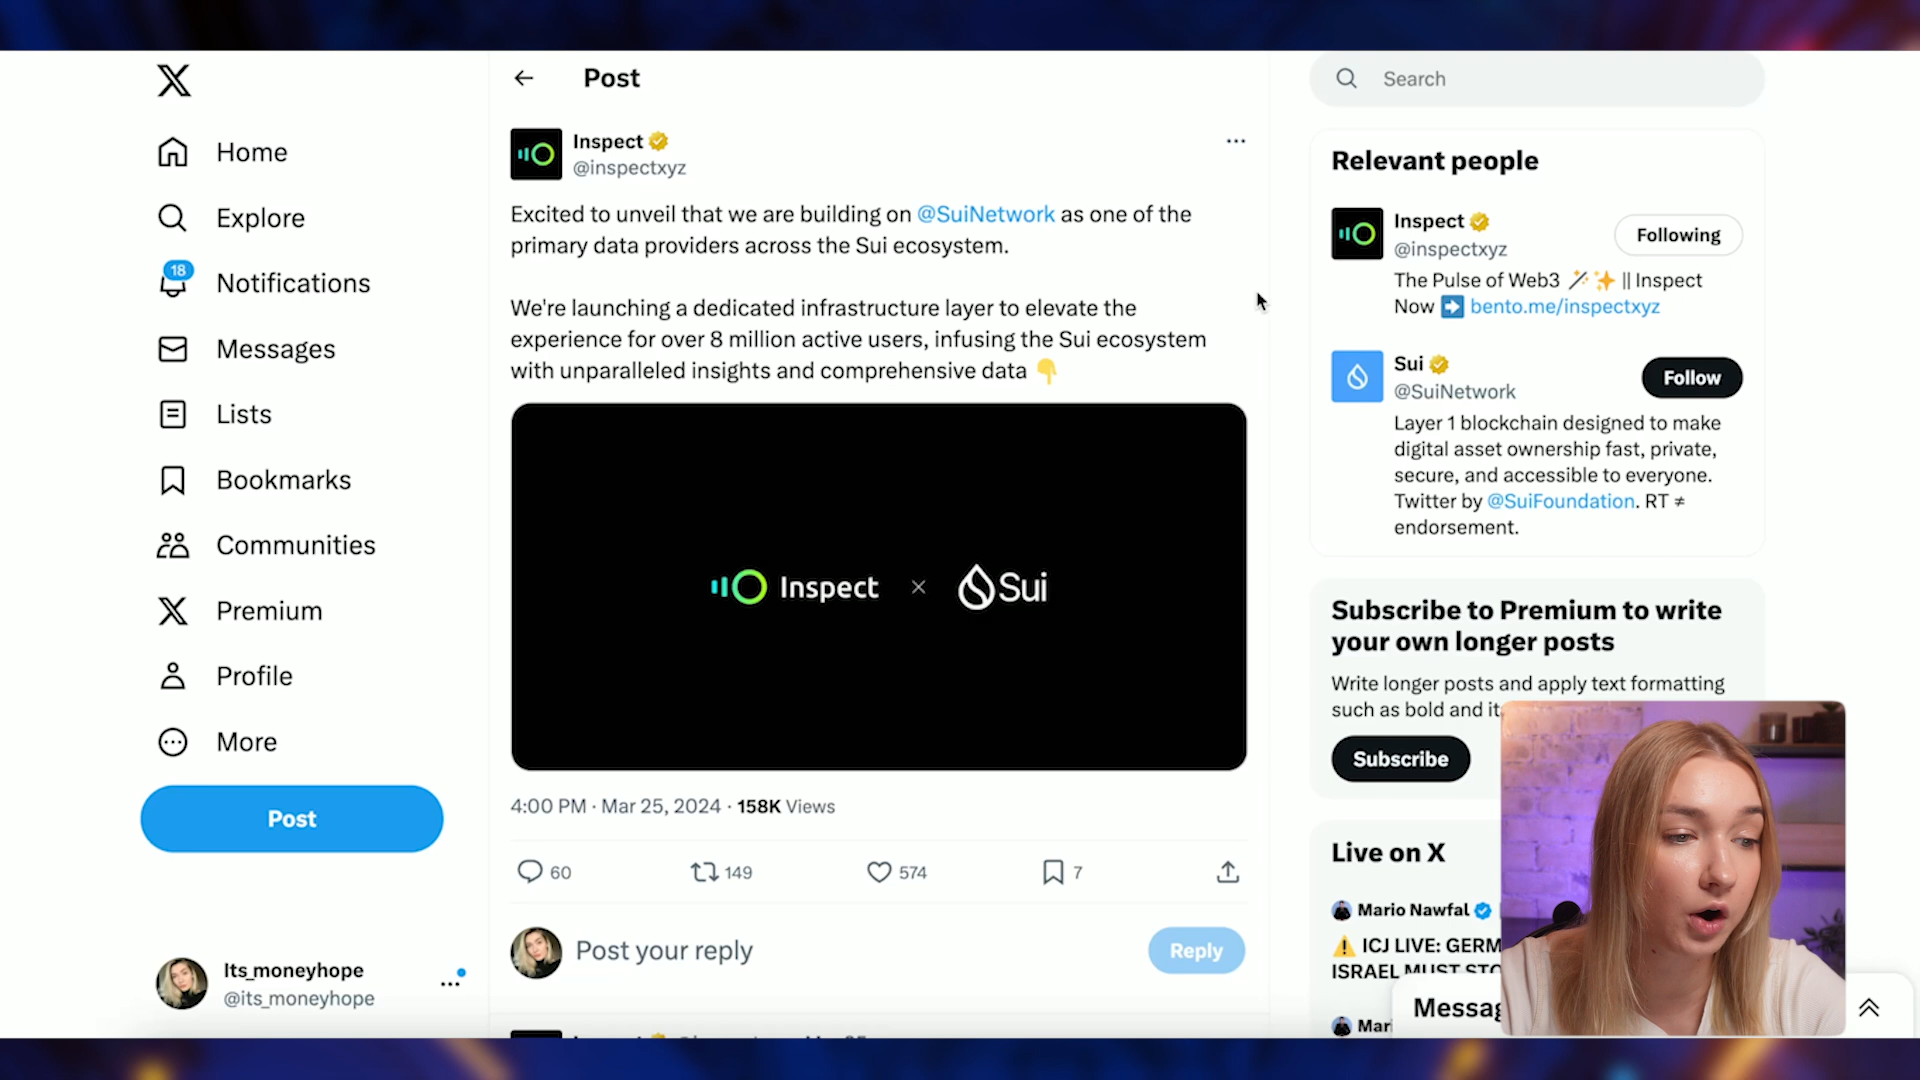 Home
Explore
18
Notifications
Messages
Lists
Bookmarks
Communities
Premium
Profile
More
Post
Its_moneyhope
@its_moneyhope
Post
Inspect
@inspectxyz
Excited to unveil that we are building on @SuiNetwork as one of the
primary data providers across the Sui ecosystem.
We're launching a dedicated infrastructure layer to elevate the
experience for over 8 million active users, infusing the Sui ecosystem
with unparalleled insights and comprehensive data
Inspect × Sui
4:00 PM · Mar 25, 2024 · 158K Views
60 149 574 7
Post your reply
Reply
Search
Relevant people
Inspect
@inspectxyz
Following
The Pulse of Web3 || Inspect
Now bento.me/inspectxyz
Sui
@SuiNetwork
Follow
Layer 1 blockchain designed to make
digital asset ownership fast, private,
secure, and accessible to everyone.
Twitter by @SuiFoundation. RT ≠
endorsement.
Subscribe to Premium to write
your own longer posts
Write longer posts and apply text formatting
such as bold and it
Subscribe
Live on X
Mario Nawfal
ICJ LIVE: GERM
ISRAEL MUST STO
Mari
Messag